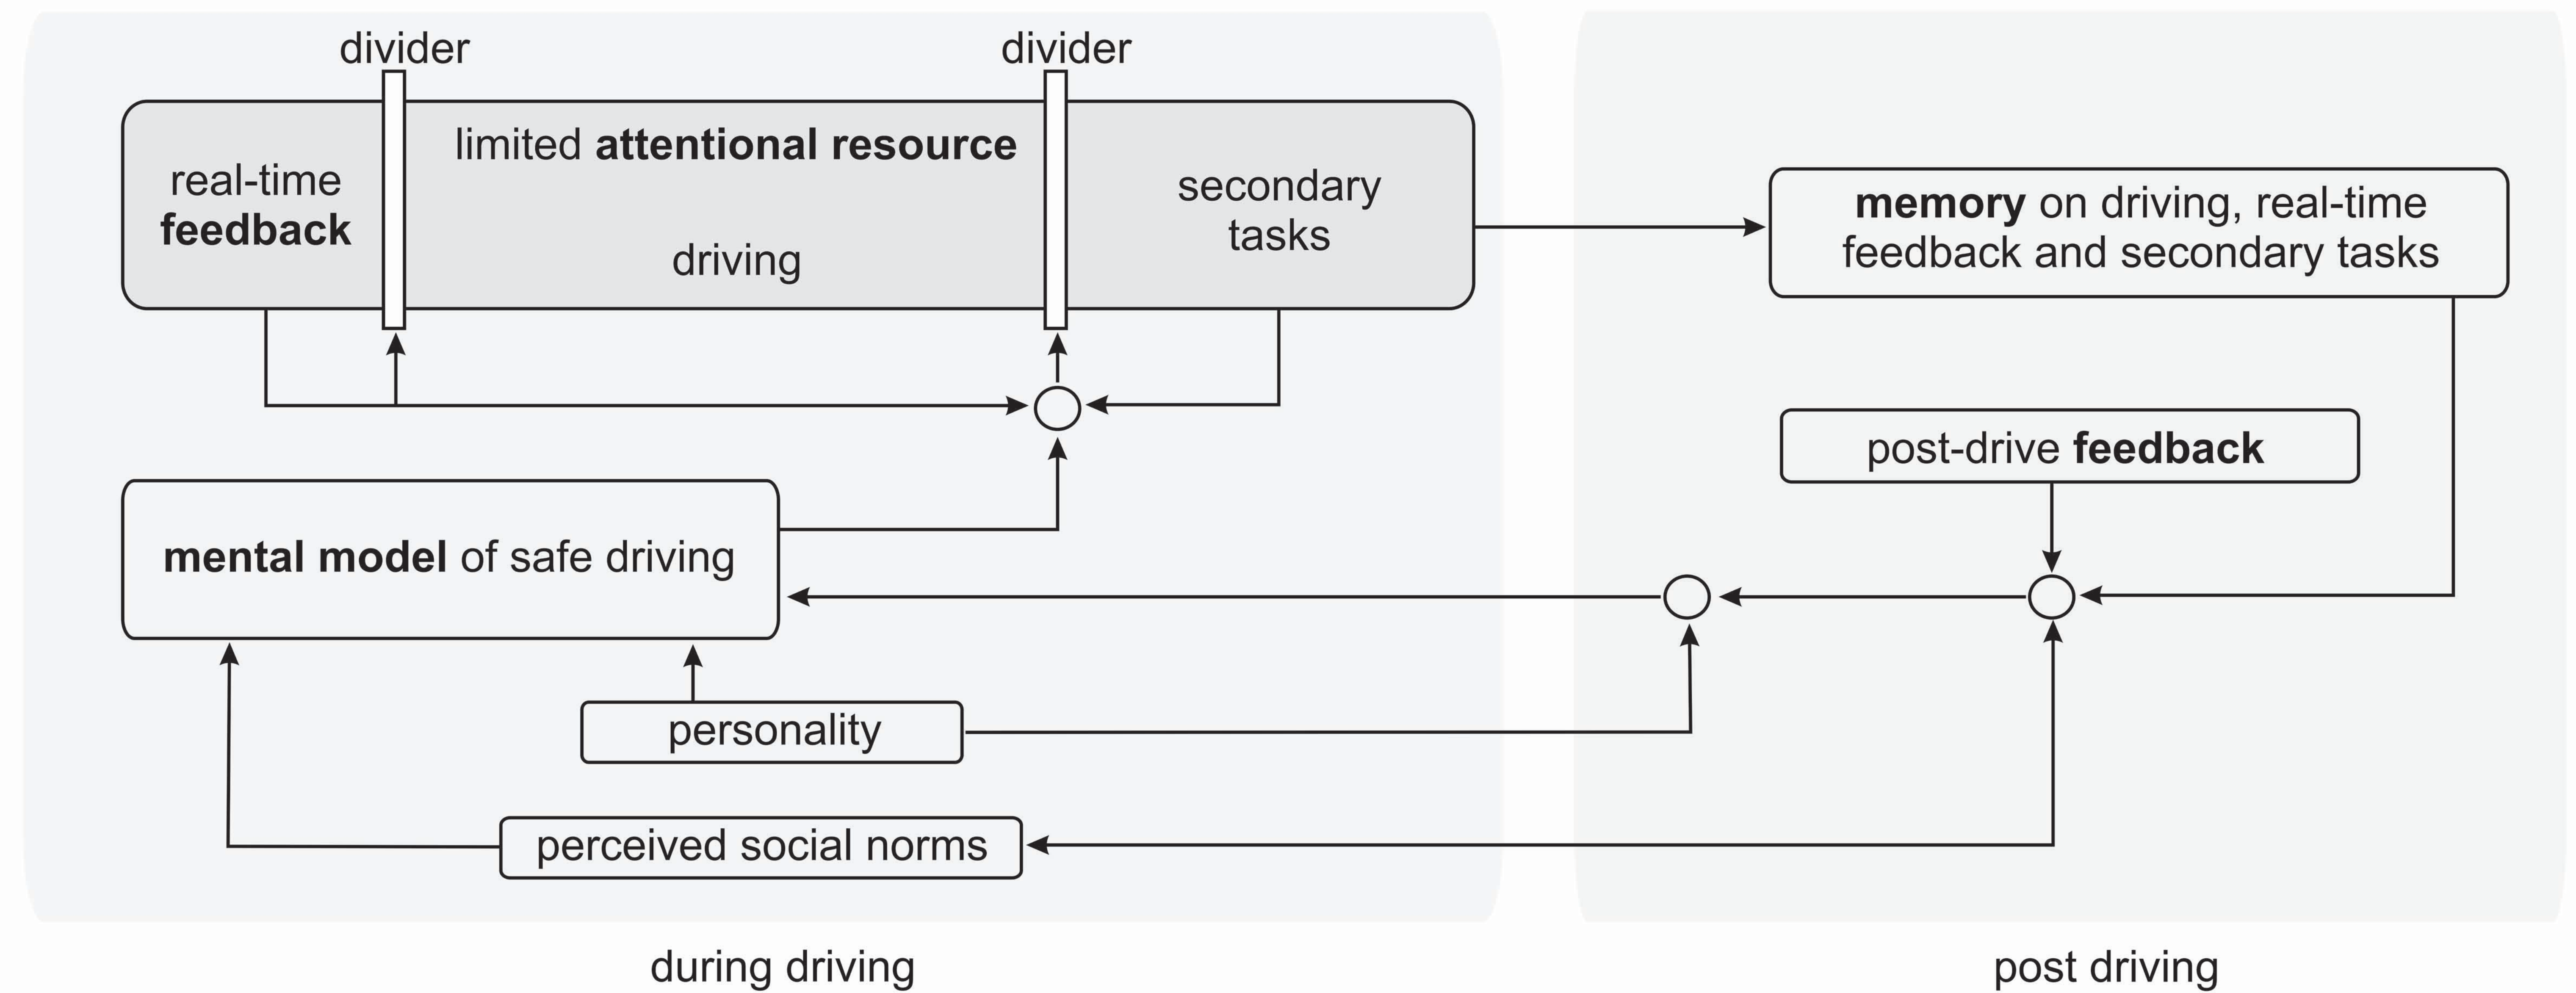 divider
divider
real-time
feedback
limited attentional resource
driving
secondary
tasks
memory on driving, real-time
feedback and secondary tasks
post-drive feedback
mental model of safe driving
personality
perceived social norms
during driving
post driving